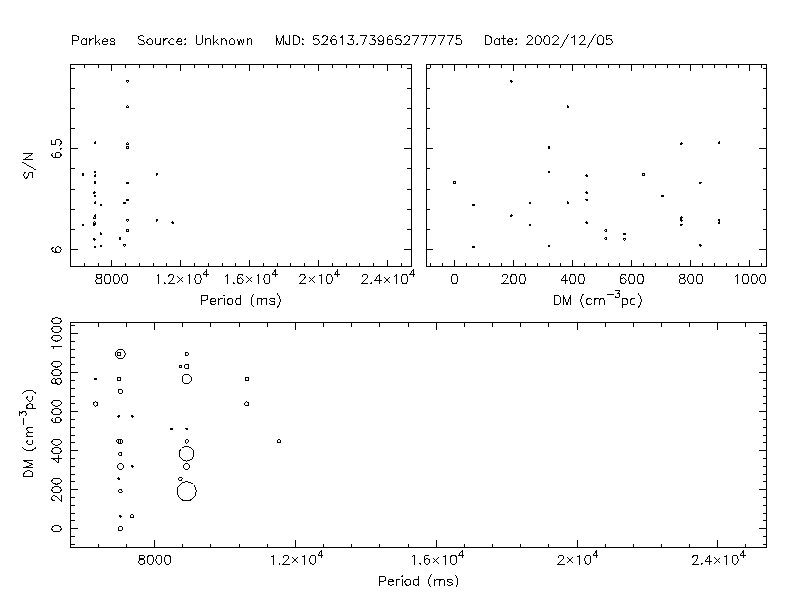 Parkes Source: Unknown MJD: 52613.739652777775 Date: 2002/12/05
S/N
6.5
6
8000 1.2×10⁴ 1.6×10⁴ 2×10⁴ 2.4×10⁴
Period (ms)
0 200 400 600 800 1000
DM (cm⁻³pc)
DM (cm⁻³pc)
1000
800
600
400
200
0
8000 1.2×10⁴ 1.6×10⁴ 2×10⁴ 2.4×10⁴
Period (ms)